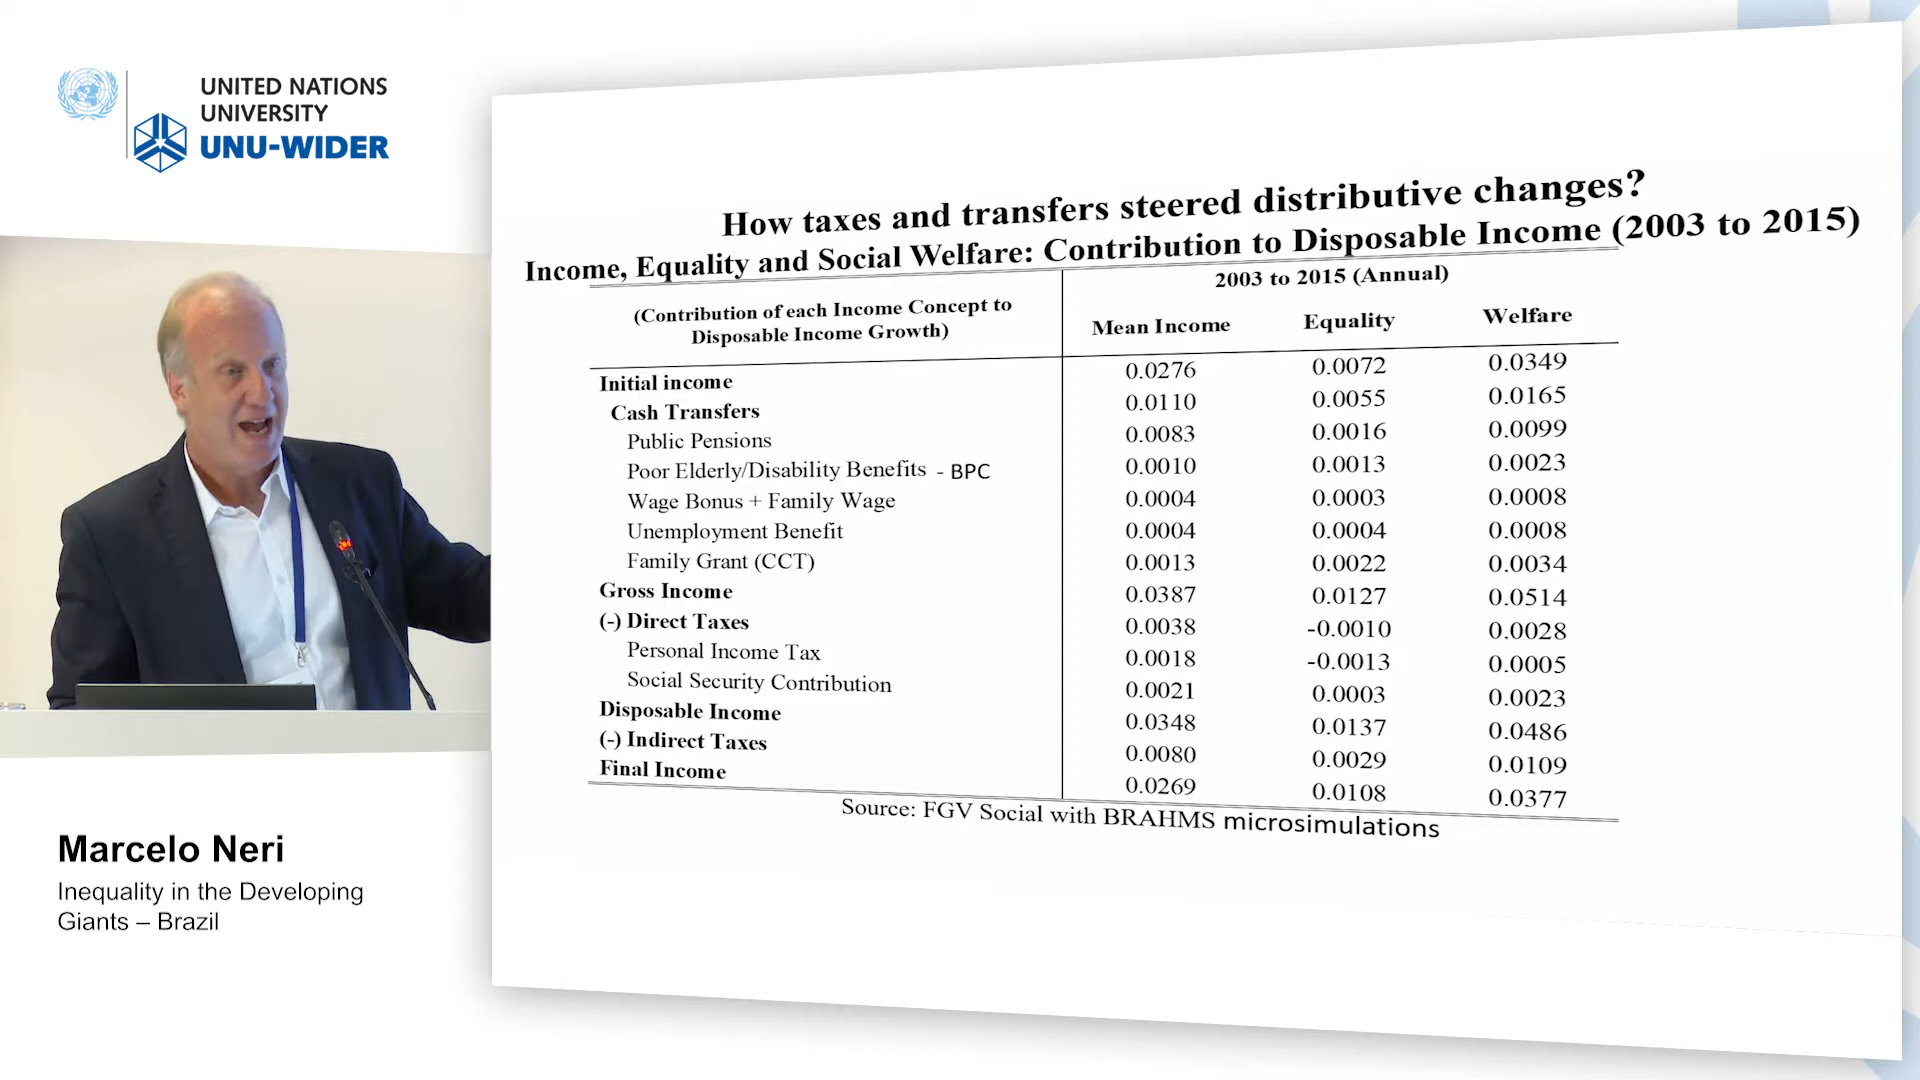 UNITED NATIONS
UNIVERSITY
UNU-WIDER
How taxes and transfers steered distributive changes?
Income, Equality and Social Welfare: Contribution to Disposable Income (2003 to 2015)
2003 to 2015 (Annual)
(Contribution of each Income Concept to
Disposable Income Growth)
Mean Income Equality Welfare
Initial income 0.0276 0.0072 0.0349
Cash Transfers 0.0110 0.0055 0.0165
Public Pensions 0.0083 0.0016 0.0099
Poor Elderly/Disability Benefits - BPC 0.0010 0.0013 0.0023
Wage Bonus + Family Wage 0.0004 0.0003 0.0008
Unemployment Benefit 0.0004 0.0004 0.0008
Family Grant (CCT) 0.0013 0.0022 0.0034
Gross Income 0.0387 0.0127 0.0514
(-) Direct Taxes 0.0038 -0.0010 0.0028
Personal Income Tax 0.0018 -0.0013 0.0005
Social Security Contribution 0.0021 0.0003 0.0023
Disposable Income 0.0348 0.0137 0.0486
(-) Indirect Taxes 0.0080 0.0029 0.0109
Final Income 0.0269 0.0108 0.0377
Source: FGV Social with BRAHMS microsimulations
Marcelo Neri
Inequality in the Developing
Giants – Brazil